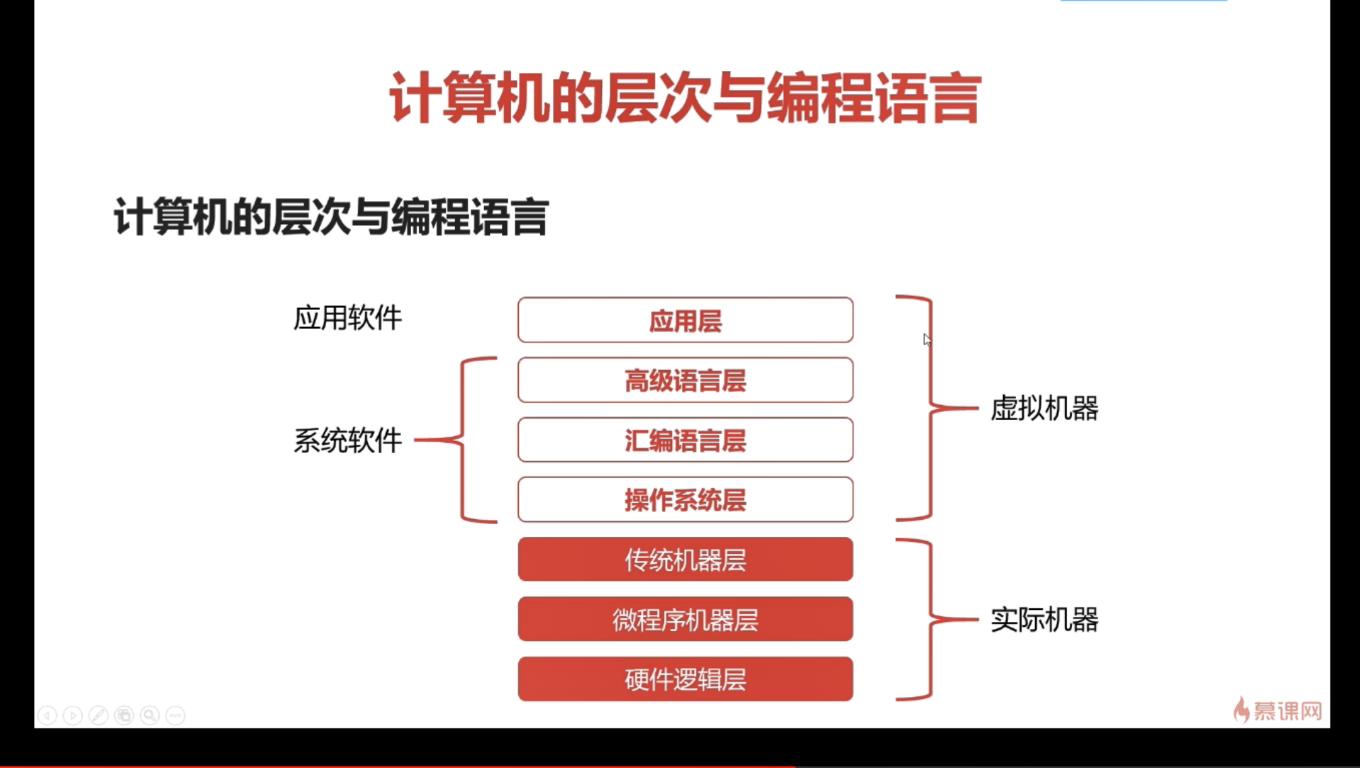 计算机的层次与编程语言
计算机的层次与编程语言
应用软件
应用层
高级语言层
系统软件
汇编语言层
操作系统层
虚拟机器
传统机器层
微程序机器层
硬件逻辑层
实际机器
慕课网